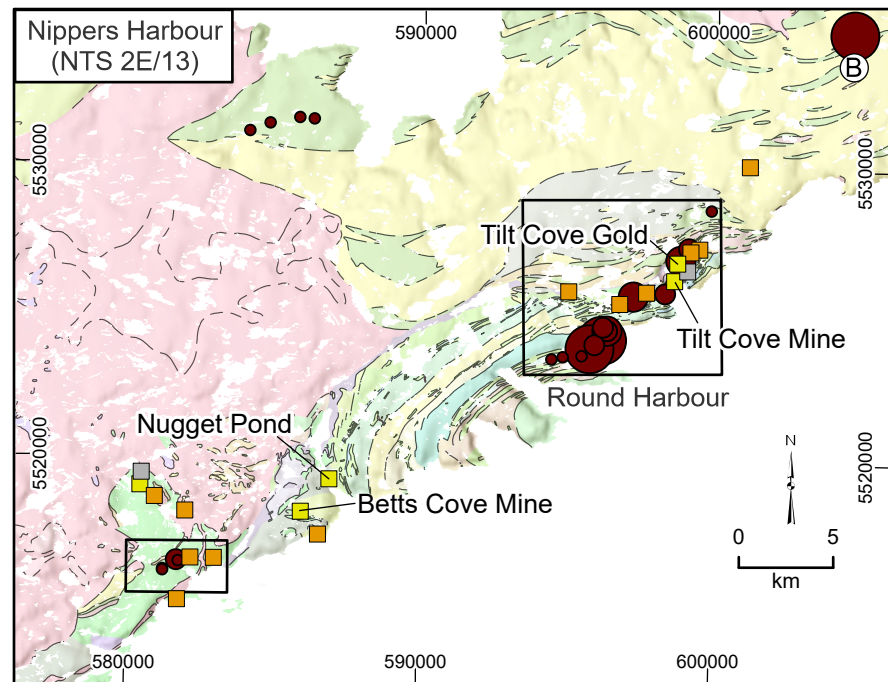 Nippers Harbour
(NTS 2E/13)
590000
600000
B
5530000
5530000
Tilt Cove Gold
Tilt Cove Mine
Round Harbour
Nugget Pond
Betts Cove Mine
5520000
5520000
N
0 5
km
580000
590000
600000